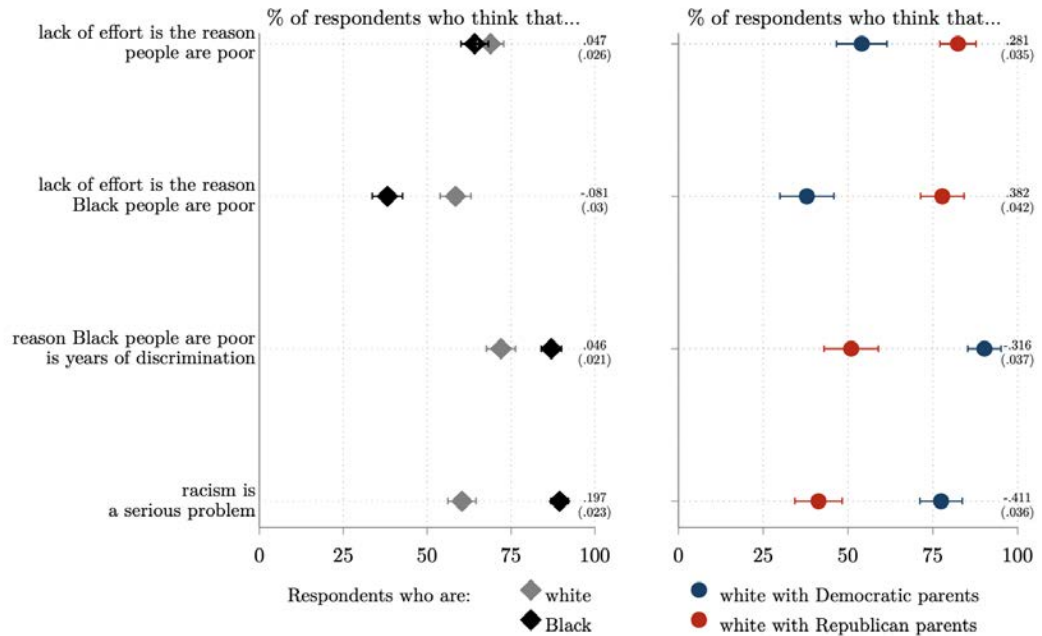 % of respondents who think that...
% of respondents who think that...
lack of effort is the reason
people are poor
.047
(.026)
.281
(.035)
lack of effort is the reason
Black people are poor
-.081
(.03)
.382
(.042)
reason Black people are poor
is years of discrimination
.046
(.021)
-.316
(.037)
racism is
a serious problem
.197
(.023)
-.411
(.036)
0 25 50 75 100
0 25 50 75 100
Respondents who are:
white
Black
white with Democratic parents
white with Republican parents